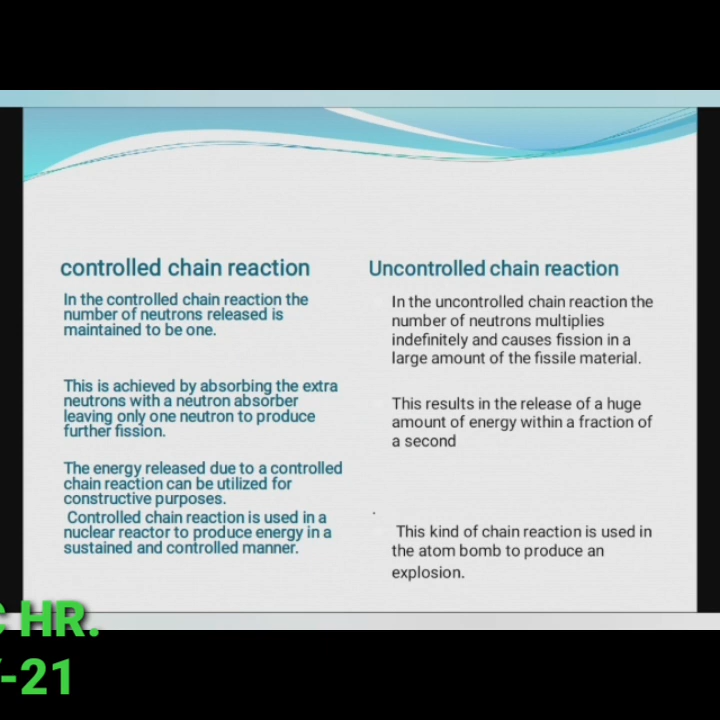 controlled chain reaction
In the controlled chain reaction the
number of neutrons released is
maintained to be one.
This is achieved by absorbing the extra
neutrons with a neutron absorber
leaving only one neutron to produce
further fission.
The energy released due to a controlled
chain reaction can be utilized for
constructive purposes.
Controlled chain reaction is used in a
nuclear reactor to produce energy in a
sustained and controlled manner.
Uncontrolled chain reaction
In the uncontrolled chain reaction the
number of neutrons multiplies
indefinitely and causes fission in a
large amount of the fissile material.
This results in the release of a huge
amount of energy within a fraction of
a second
.
This kind of chain reaction is used in
the atom bomb to produce an
explosion.
HR.
-21